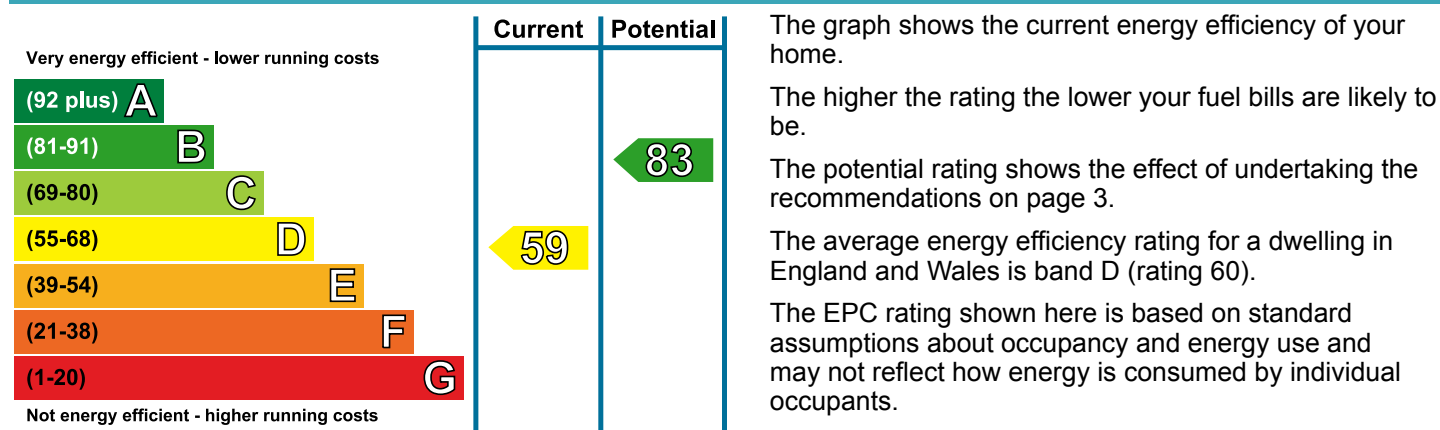 Current Potential
Very energy efficient - lower running costs
(92 plus) A
(81-91) B
(69-80) C
(55-68) D
(39-54) E
(21-38) F
(1-20) G
Not energy efficient - higher running costs
83
59
The graph shows the current energy efficiency of your
home.
The higher the rating the lower your fuel bills are likely to
be.
The potential rating shows the effect of undertaking the
recommendations on page 3.
The average energy efficiency rating for a dwelling in
England and Wales is band D (rating 60).
The EPC rating shown here is based on standard
assumptions about occupancy and energy use and
may not reflect how energy is consumed by individual
occupants.